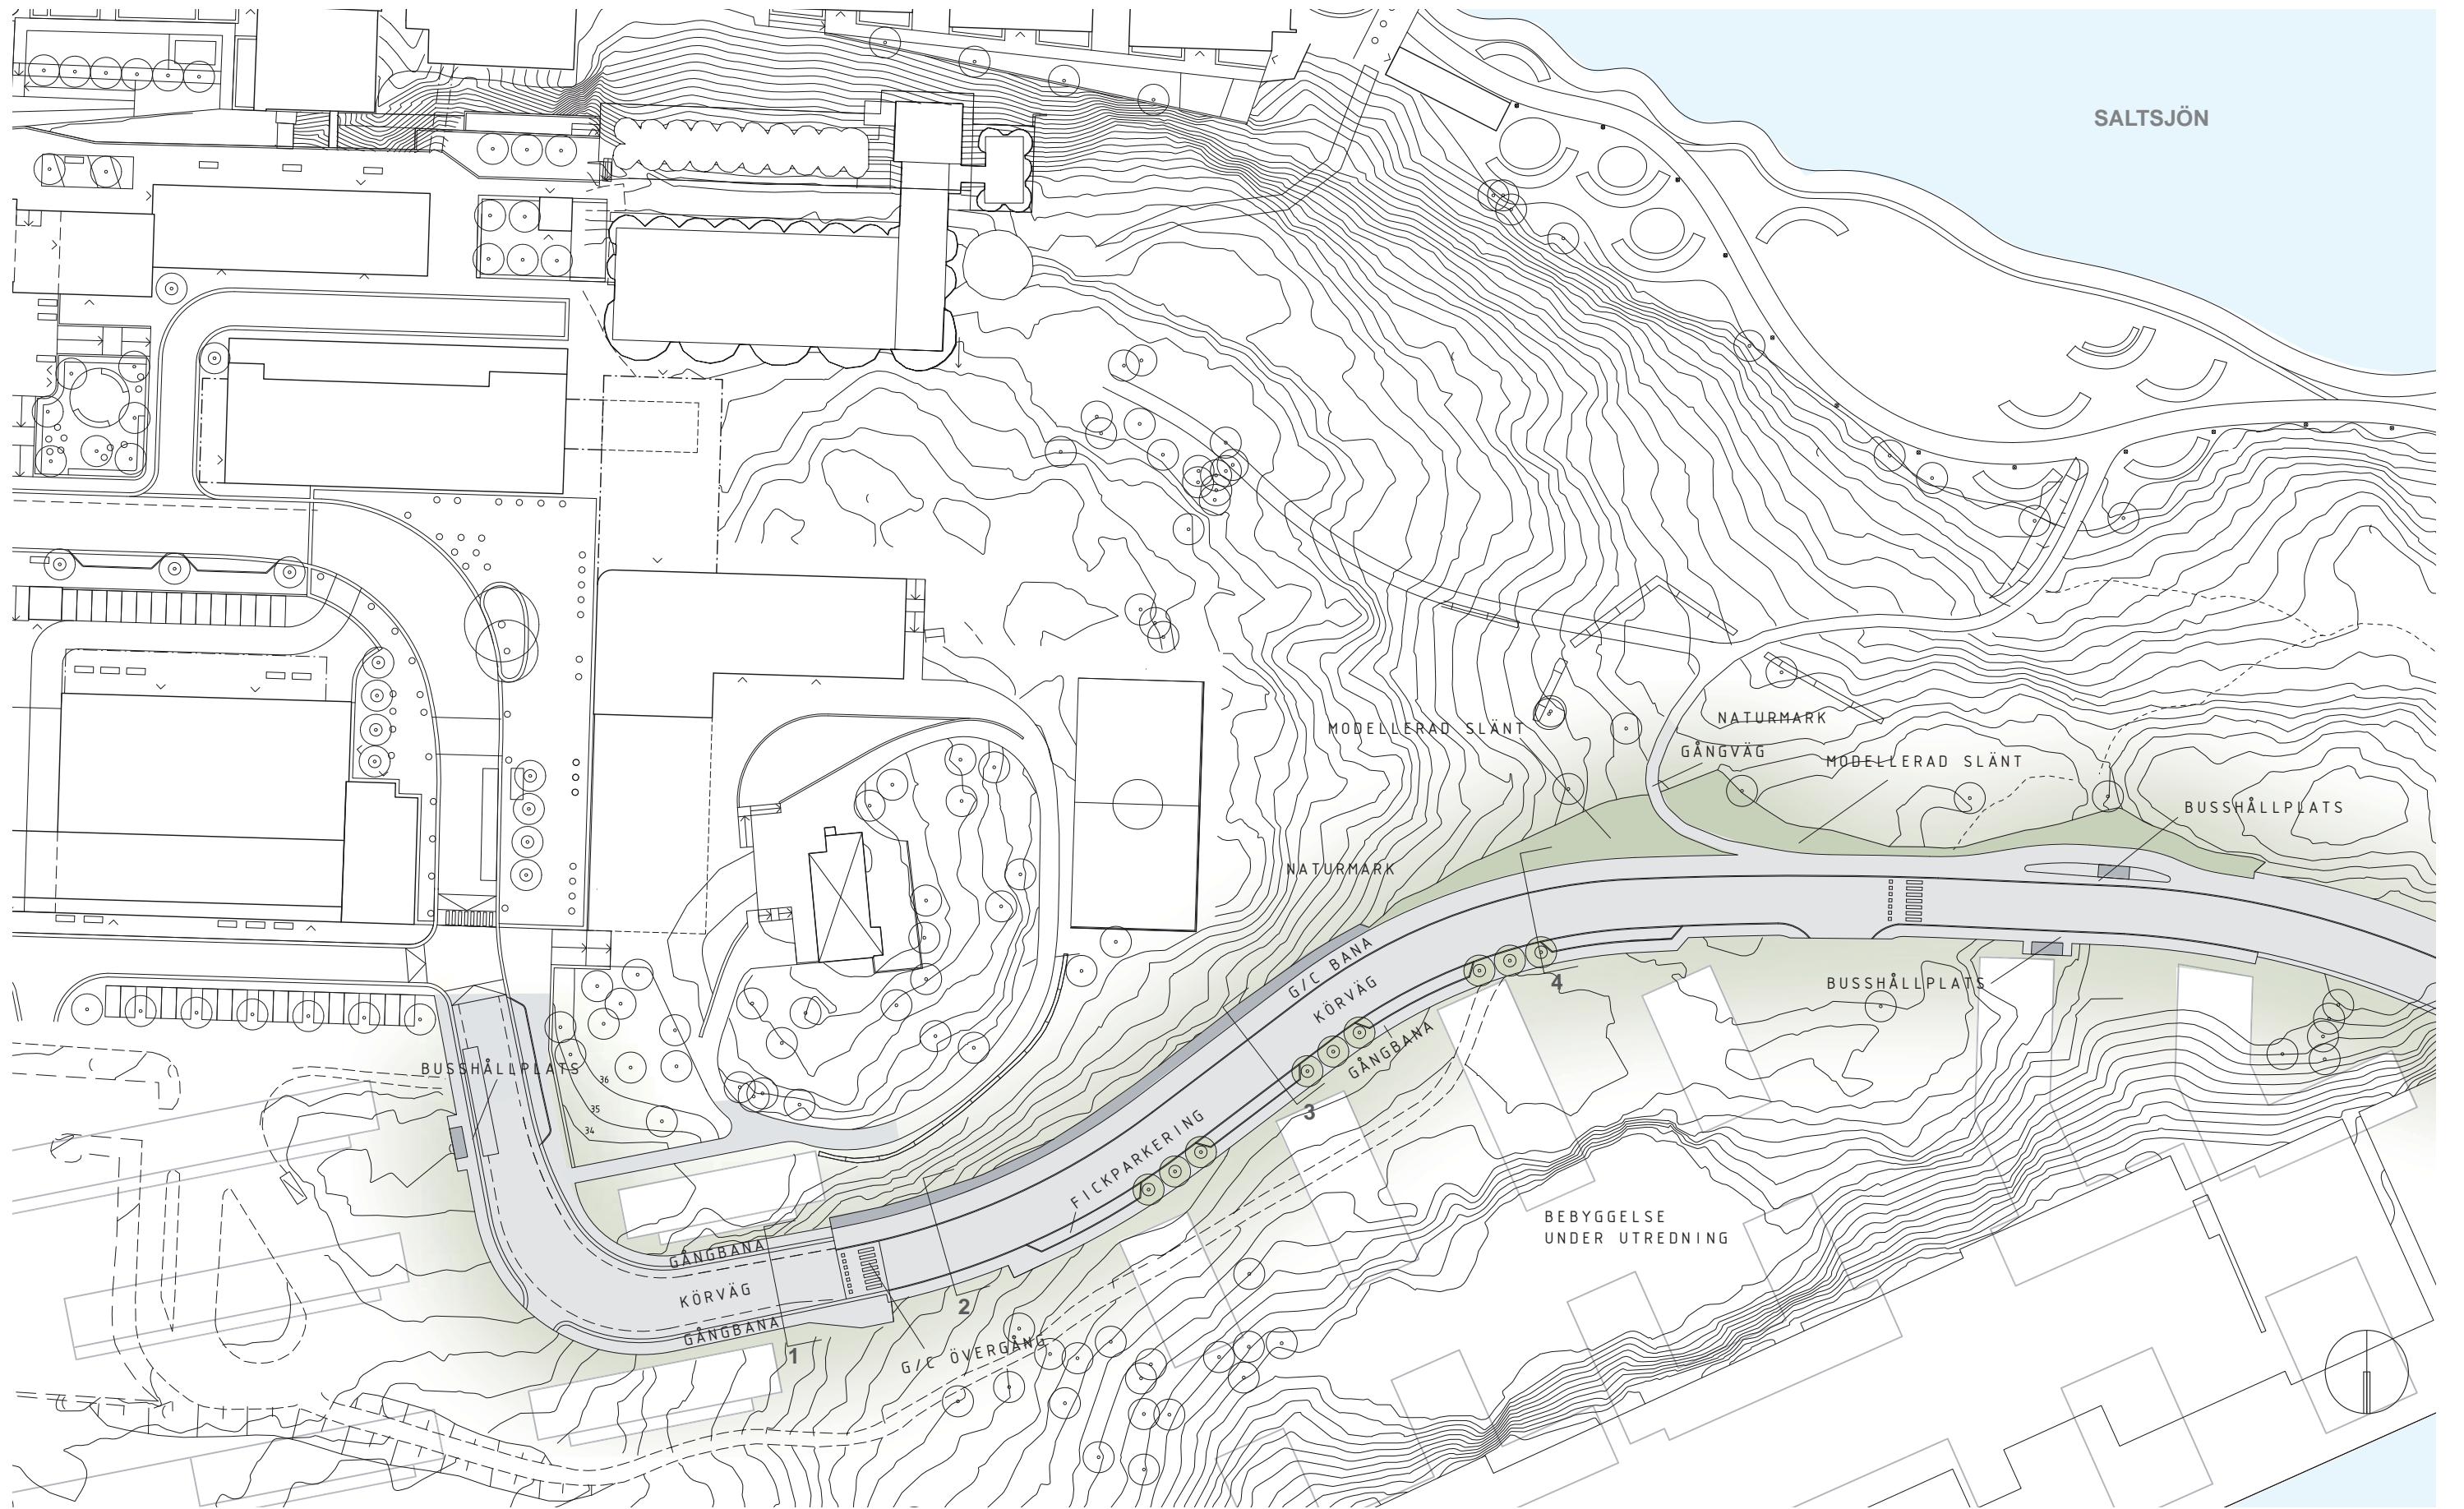 SALTSJÖN
NATURMARK
MODELLERAD SLÄNT
GÅNGVÄG
MODELLERAD SLÄNT
BUSSHÅLLPLATS
NATURMARK
G/C BANA
KÖRVÄG
4
BUSSHÅLLPLATS
GÅNGBANA
BUSSHÅLLPLATS
36
35
34
3
FICKPARKERING
BEBYGGELSE
UNDER UTREDNING
GÅNGBANA
KÖRVÄG
2
GÅNGBANA
1
G/C ÖVERGÅNG